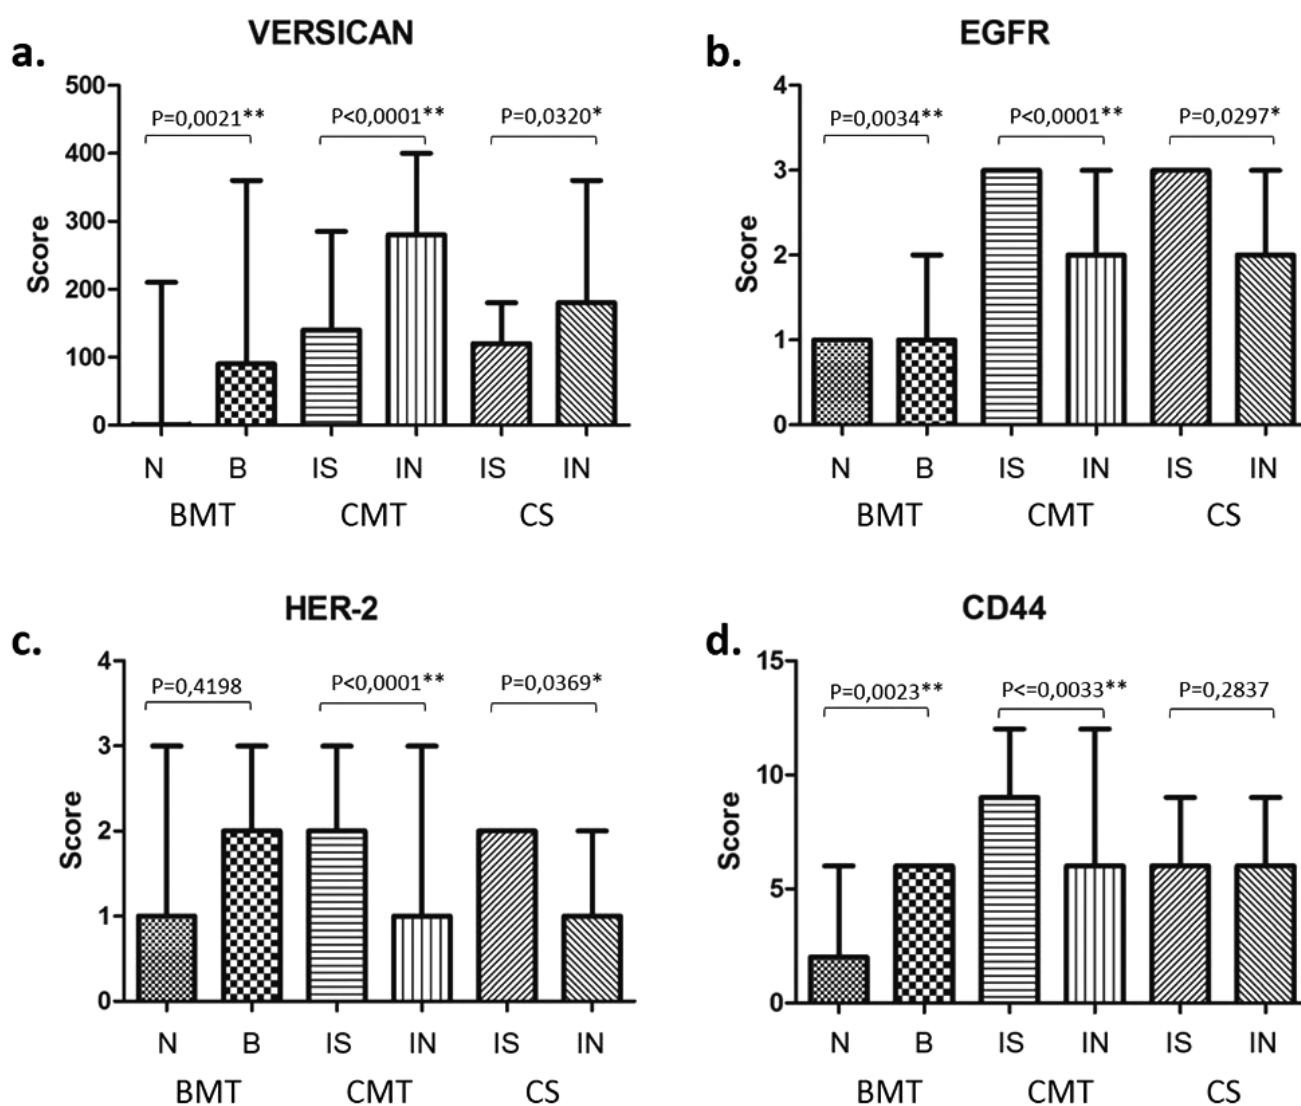 VERSICAN
a.
500
400
300
200
100
0
Score
P=0,0021**
P<0,0001**
P=0,0320*
N B IS IN IS IN
BMT CMT CS
EGFR
b.
4
3
2
1
0
Score
P=0,0034**
P<0,0001**
P=0,0297*
N B IS IN IS IN
BMT CMT CS
HER-2
c.
4
3
2
1
0
Score
P=0,4198
P<0,0001**
P=0,0369*
N B IS IN IS IN
BMT CMT CS
CD44
d.
15
10
5
0
Score
P=0,0023**
P<=0,0033**
P=0,2837
N B IS IN IS IN
BMT CMT CS